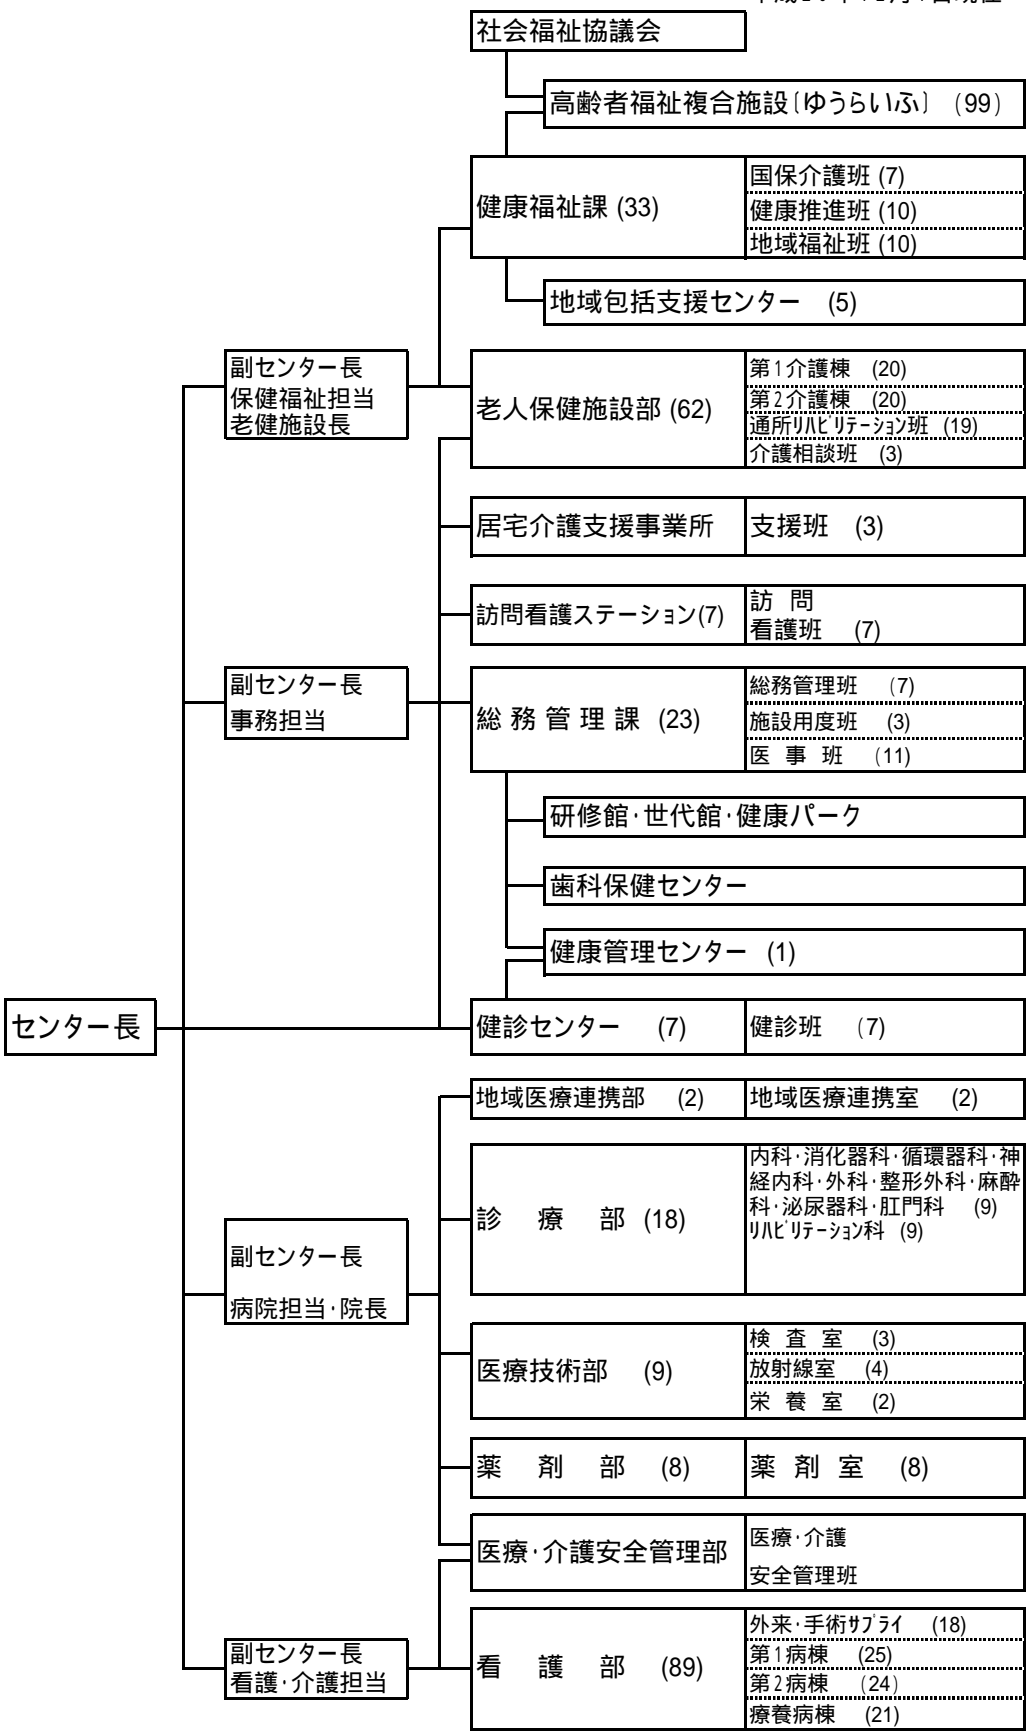 社会福祉協議会
高齢者福祉複合施設〔ゆうらいふ〕 (99)
健康福祉課 (33)
国保介護班 (7)
健康推進班 (10)
地域福祉班 (10)
地域包括支援センター (5)
副センター長
保健福祉担当
老健施設長
老人保健施設部 (62)
第1介護棟 (20)
第2介護棟 (20)
通所ﾘﾊﾋﾞﾘﾃｰｼｮﾝ班 (19)
介護相談班 (3)
居宅介護支援事業所
支援班 (3)
訪問看護ステーション(7)
訪 問
看護班 (7)
副センター長
事務担当
総 務 管 理 課 (23)
総務管理班 (7)
施設用度班 (3)
医 事 班 (11)
研修館･世代館･健康パーク
歯科保健センター
健康管理センター (1)
センター長
健診センター (7)
健診班 (7)
地域医療連携部 (2)
地域医療連携室 (2)
診 療 部 (18)
内科･消化器科･循環器科･神
経内科･外科･整形外科･麻酔
科･泌尿器科･肛門科 (9)
ﾘﾊﾋﾞﾘﾃｰｼｮﾝ科 (9)
副センター長
病院担当･院長
医療技術部 (9)
検 査 室 (3)
放射線室 (4)
栄 養 室 (2)
薬 剤 部 (8)
薬 剤 室 (8)
医療･介護安全管理部
医療･介護
安全管理班
副センター長
看護･介護担当
看 護 部 (89)
外来･手術ｻﾌﾟﾗｲ (18)
第1病棟 (25)
第2病棟 (24)
療養病棟 (21)